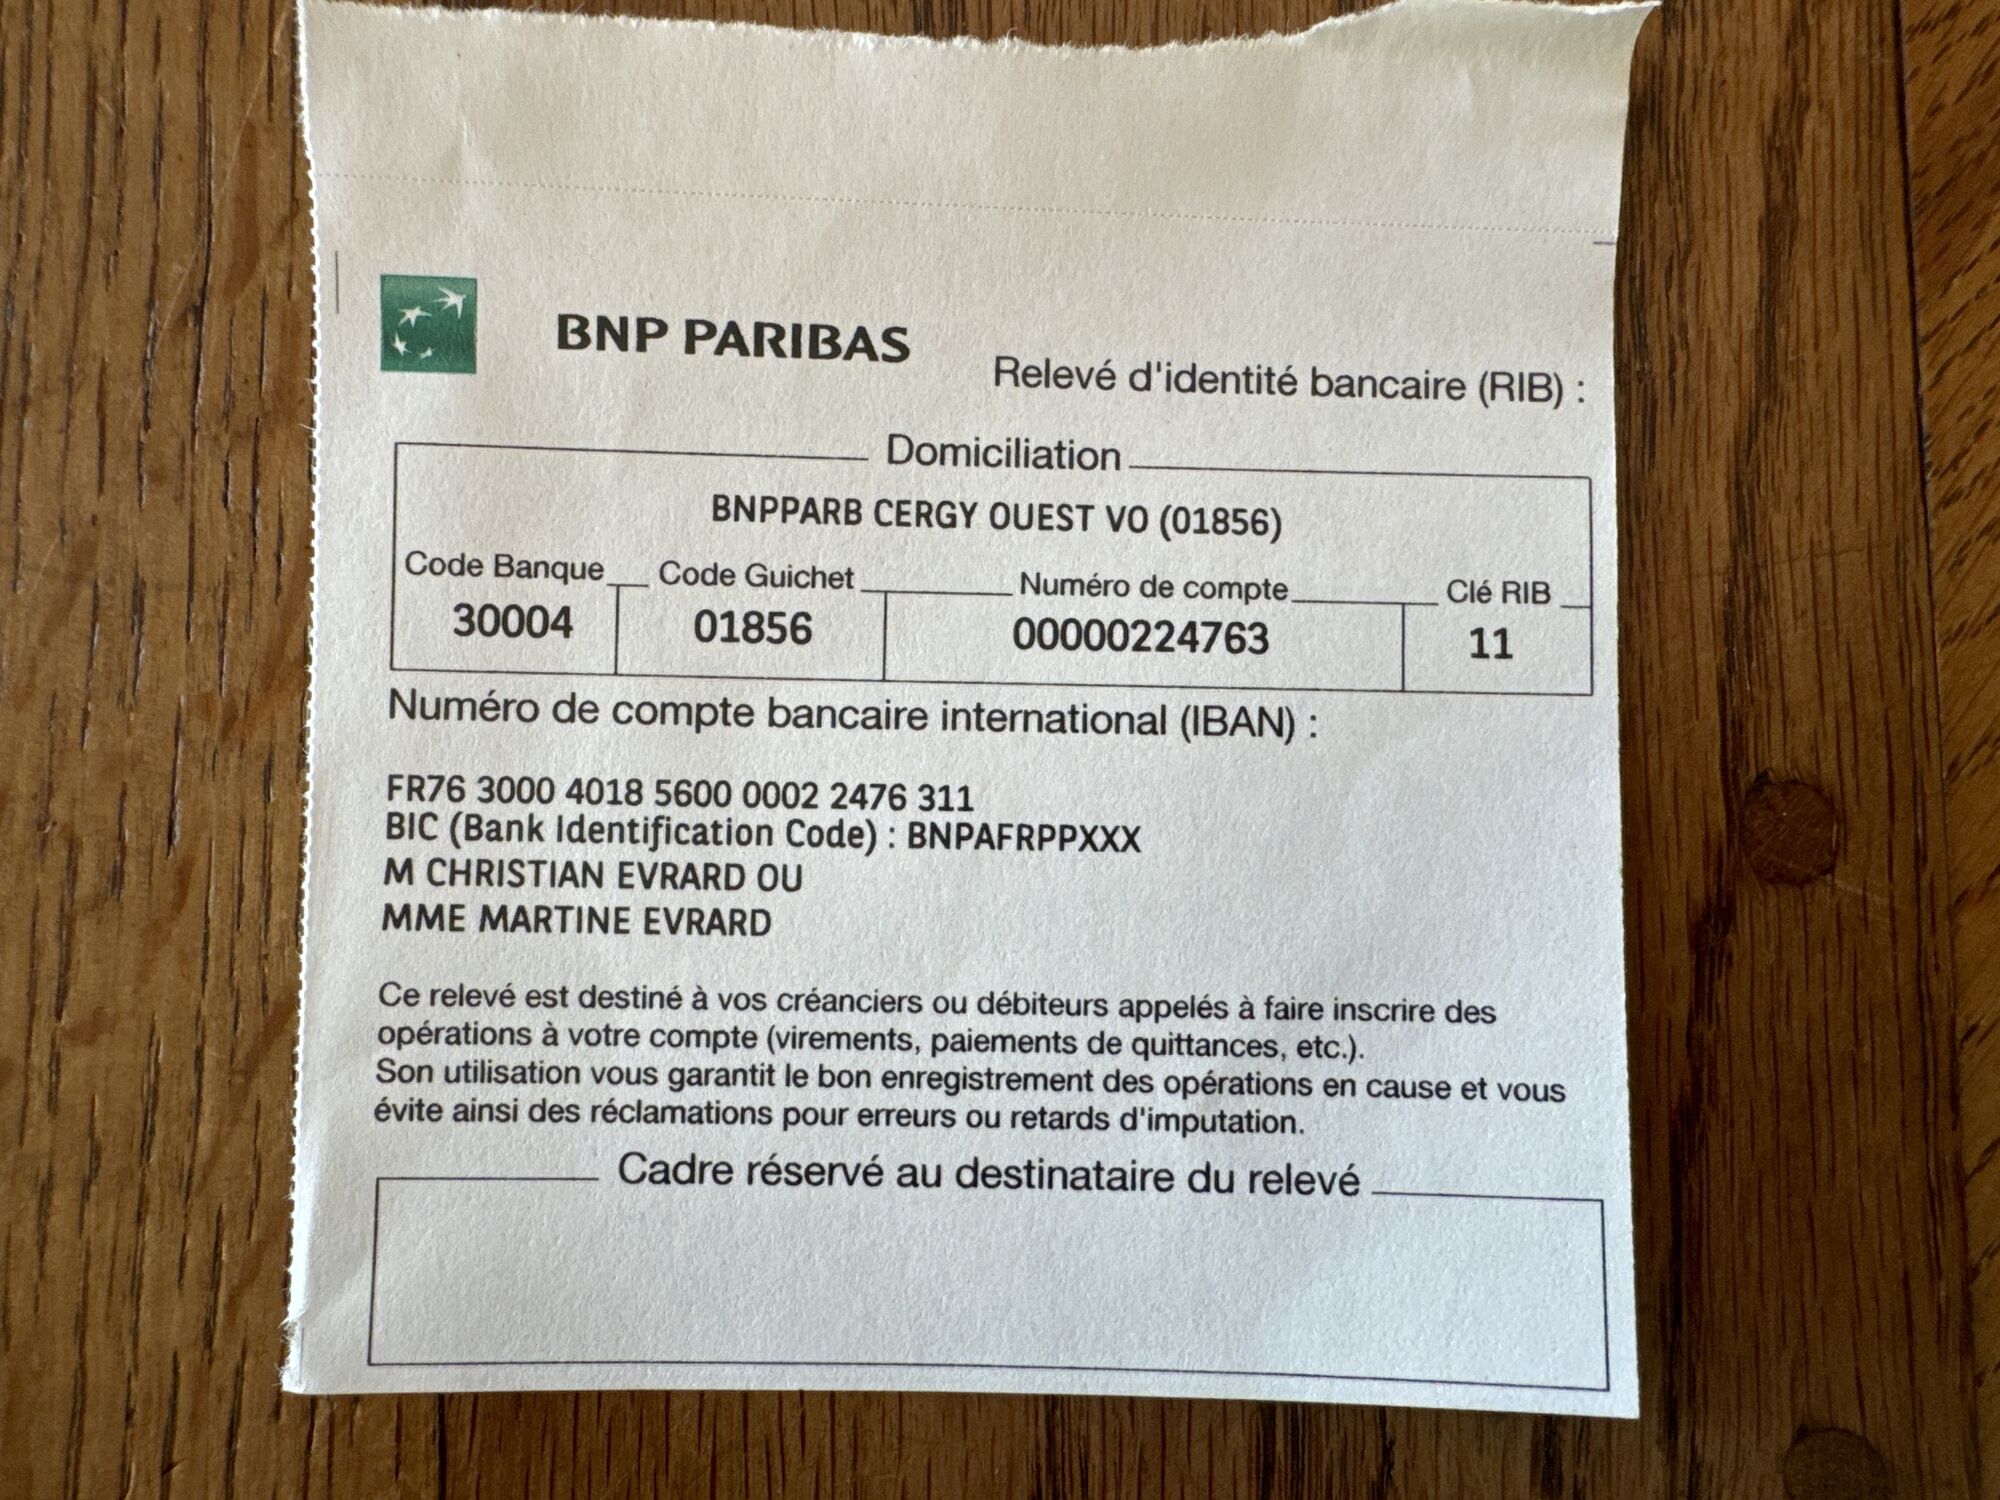 BNP PARIBAS
Relevé d'identité bancaire (RIB) :
Domiciliation
BNPPARB CERGY OUEST VO (01856)
Code Banque Code Guichet Numéro de compte Clé RIB
30004 01856 00000224763 11
Numéro de compte bancaire international (IBAN) :
FR76 3000 4018 5600 0002 2476 311
BIC (Bank Identification Code) : BNPAFRPPXXX
M CHRISTIAN EVRARD OU
MME MARTINE EVRARD
Ce relevé est destiné à vos créanciers ou débiteurs appelés à faire inscrire des
opérations à votre compte (virements, paiements de quittances, etc.).
Son utilisation vous garantit le bon enregistrement des opérations en cause et vous
évite ainsi des réclamations pour erreurs ou retards d'imputation.
Cadre réservé au destinataire du relevé